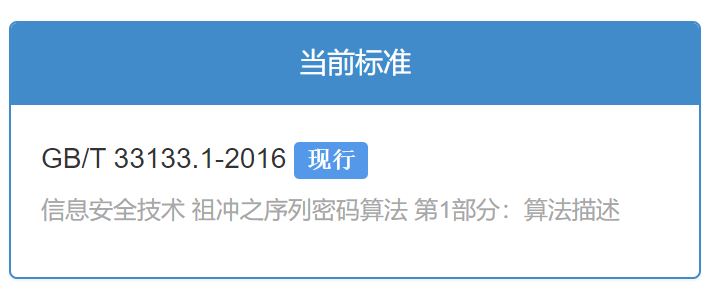 当前标准
GB/T 33133.1-2016 现行
信息安全技术 祖冲之序列密码算法 第1部分：算法描述